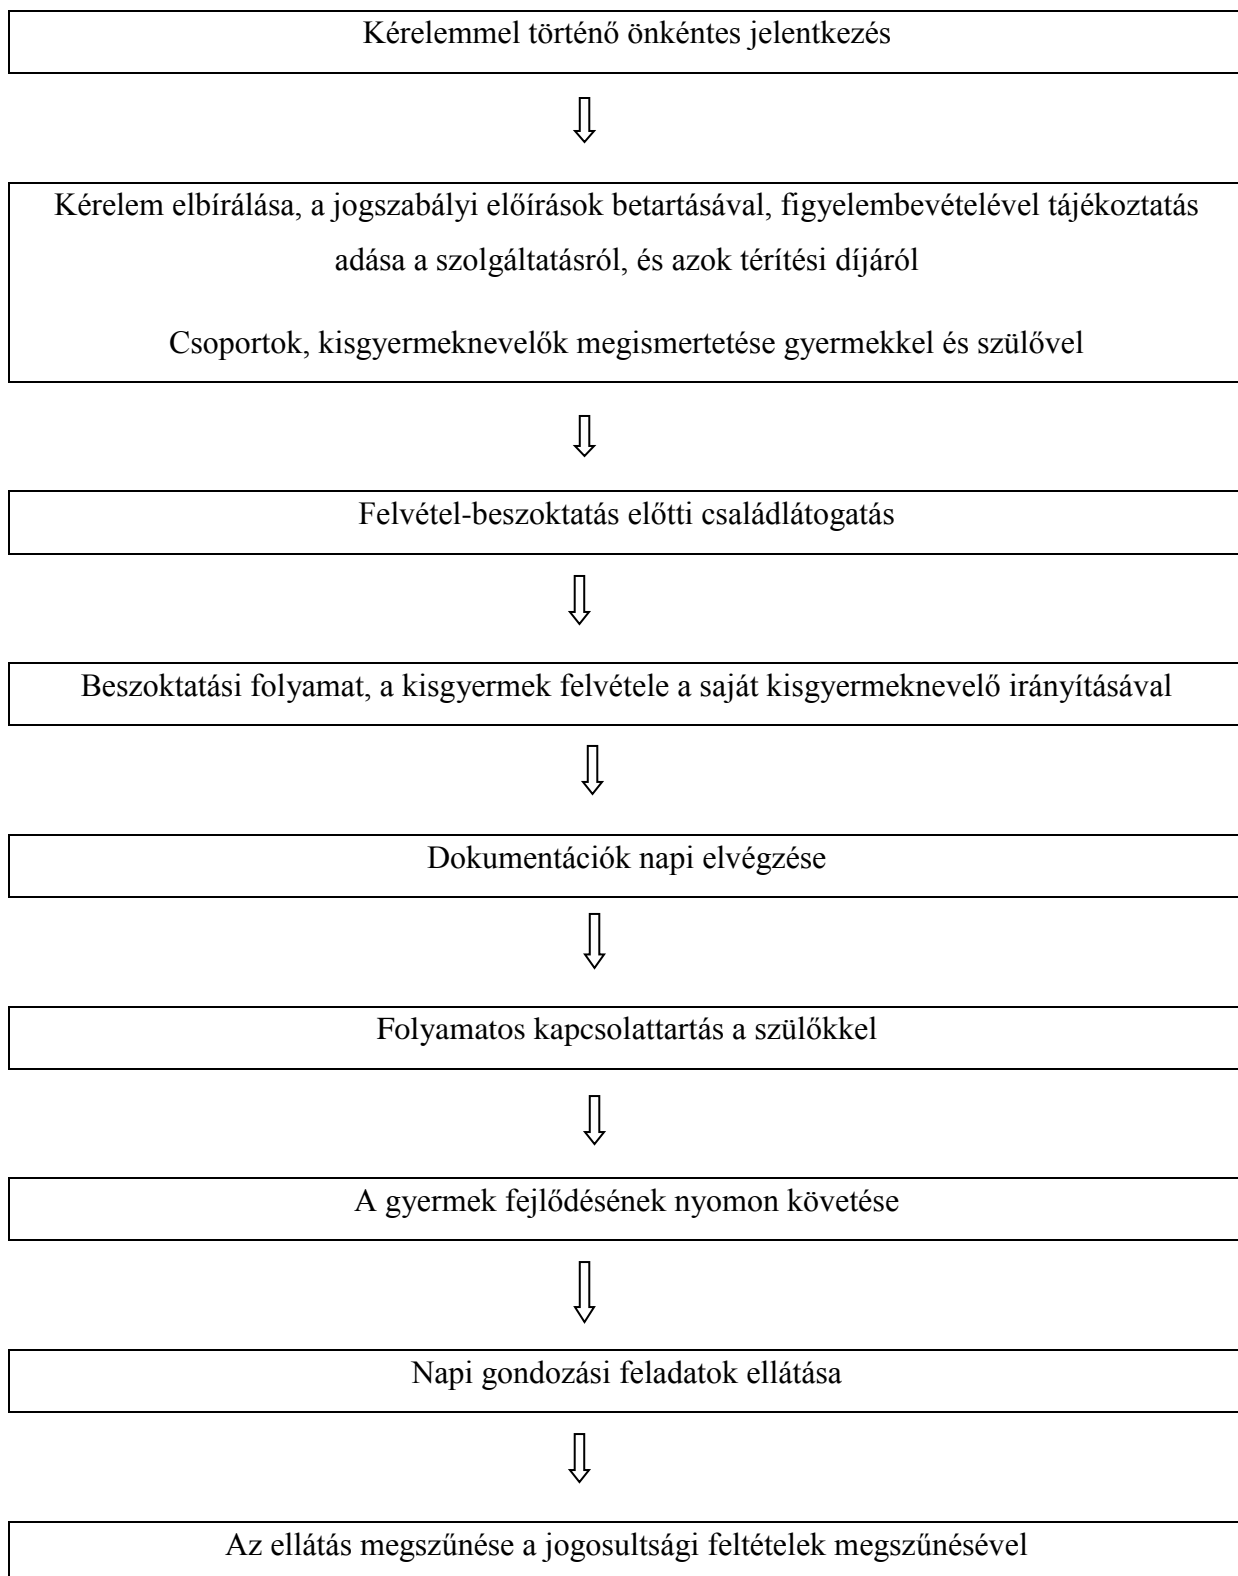 Kérelemmel történő önkéntes jelentkezés
Kérelem elbírálása, a jogszabályi előírások betartásával, figyelembevételével tájékoztatás
adása a szolgáltatásról, és azok térítési díjáról
Csoportok, kisgyermeknevelők megismertetése gyermekkel és szülővel
Felvétel-beszoktatás előtti családlátogatás
Beszoktatási folyamat, a kisgyermek felvétele a saját kisgyermeknevelő irányításával
Dokumentációk napi elvégzése
Folyamatos kapcsolattartás a szülőkkel
A gyermek fejlődésének nyomon követése
Napi gondozási feladatok ellátása
Az ellátás megszűnése a jogosultsági feltételek megszűnésével